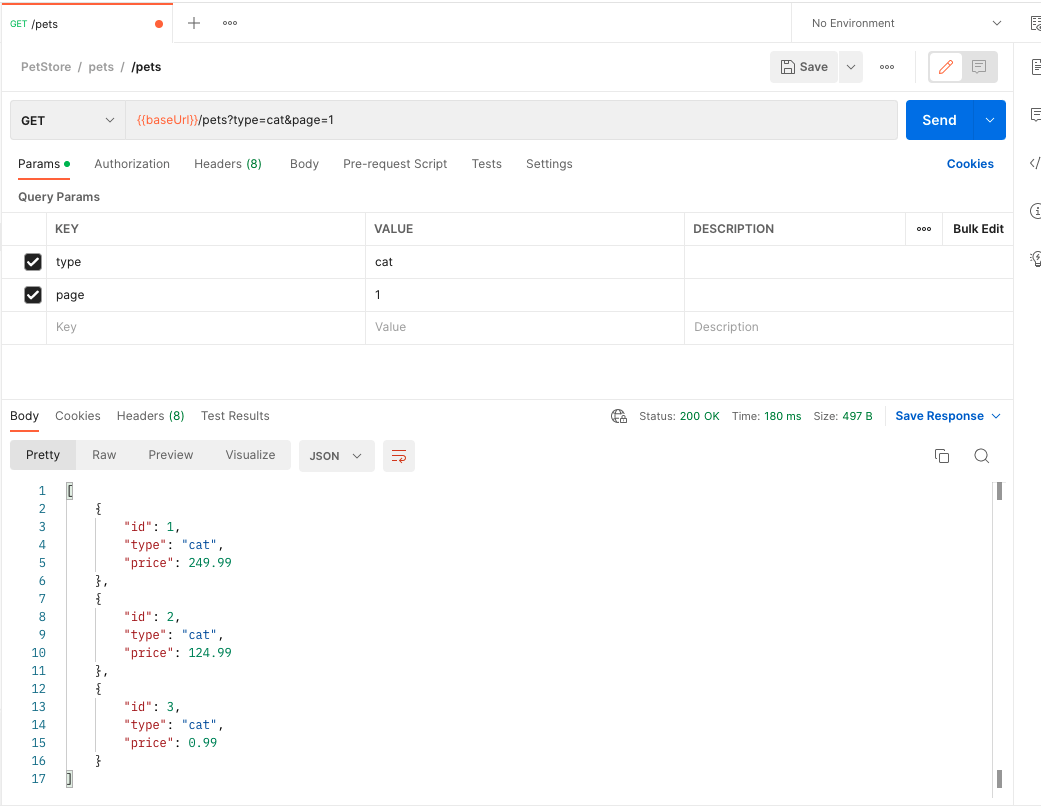 GET /pets
No Environment
PetStore / pets / /pets
Save
GET {{baseUrl}}/pets?type=cat&page=1 Send
Params Authorization Headers (8) Body Pre-request Script Tests Settings Cookies
Query Params
KEY VALUE DESCRIPTION Bulk Edit
type cat
page 1
Key Value Description
Body Cookies Headers (8) Test Results Status: 200 OK Time: 180 ms Size: 497 B Save Response
Pretty Raw Preview Visualize JSON
1 [
2 {
3 "id": 1,
4 "type": "cat",
5 "price": 249.99
6 },
7 {
8 "id": 2,
9 "type": "cat",
10 "price": 124.99
11 },
12 {
13 "id": 3,
14 "type": "cat",
15 "price": 0.99
16 }
17 ]